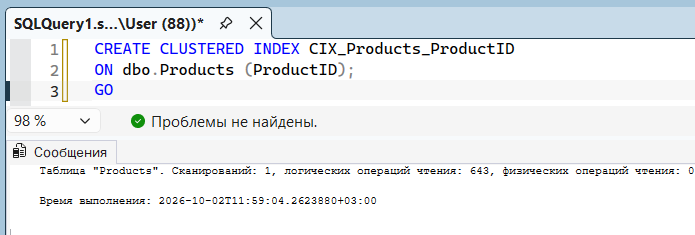 SQLQuery1.s...\User (88))*
1 CREATE CLUSTERED INDEX CIX_Products_ProductID
2 ON dbo.Products (ProductID);
3 GO
98 % Проблемы не найдены.
Сообщения
Таблица "Products". Сканирований: 1, логических операций чтения: 643, физических операций чтения: 0
Время выполнения: 2026-10-02T11:59:04.2623880+03:00